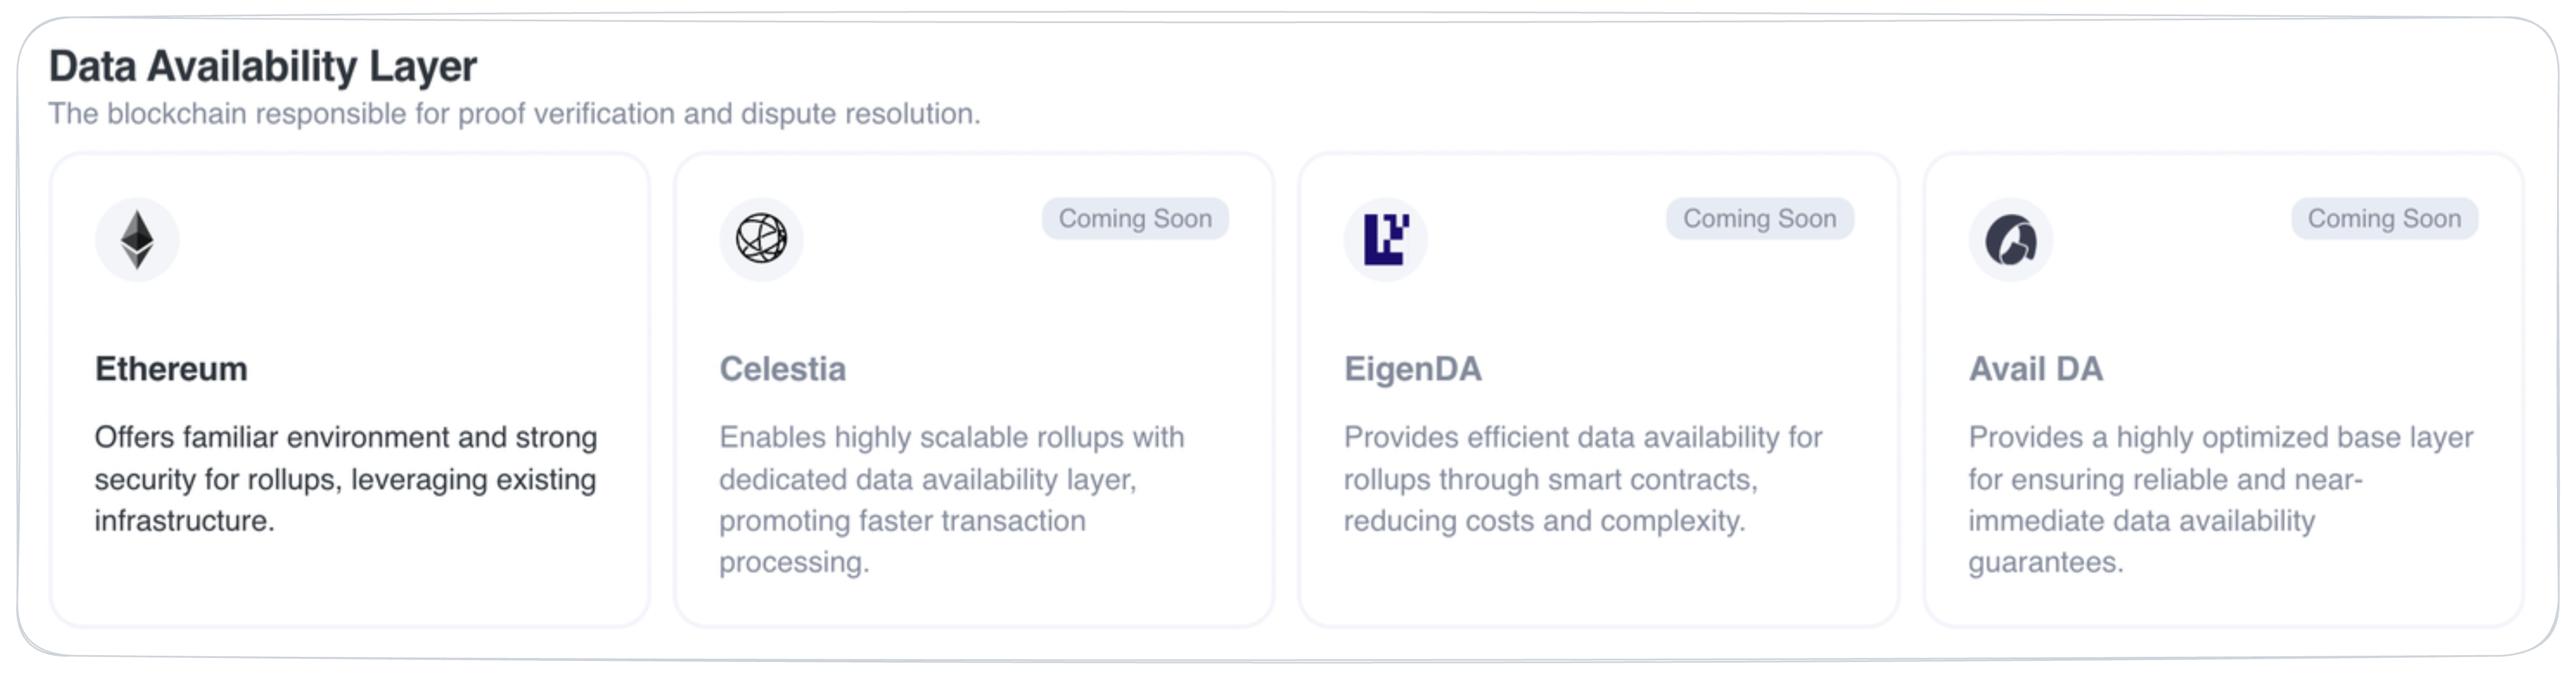 Data Availability Layer
The blockchain responsible for proof verification and dispute resolution.
Ethereum
Offers familiar environment and strong
security for rollups, leveraging existing
infrastructure.
Coming Soon
Celestia
Enables highly scalable rollups with
dedicated data availability layer,
promoting faster transaction
processing.
Coming Soon
EigenDA
Provides efficient data availability for
rollups through smart contracts,
reducing costs and complexity.
Coming Soon
Avail DA
Provides a highly optimized base layer
for ensuring reliable and near-
immediate data availability
guarantees.